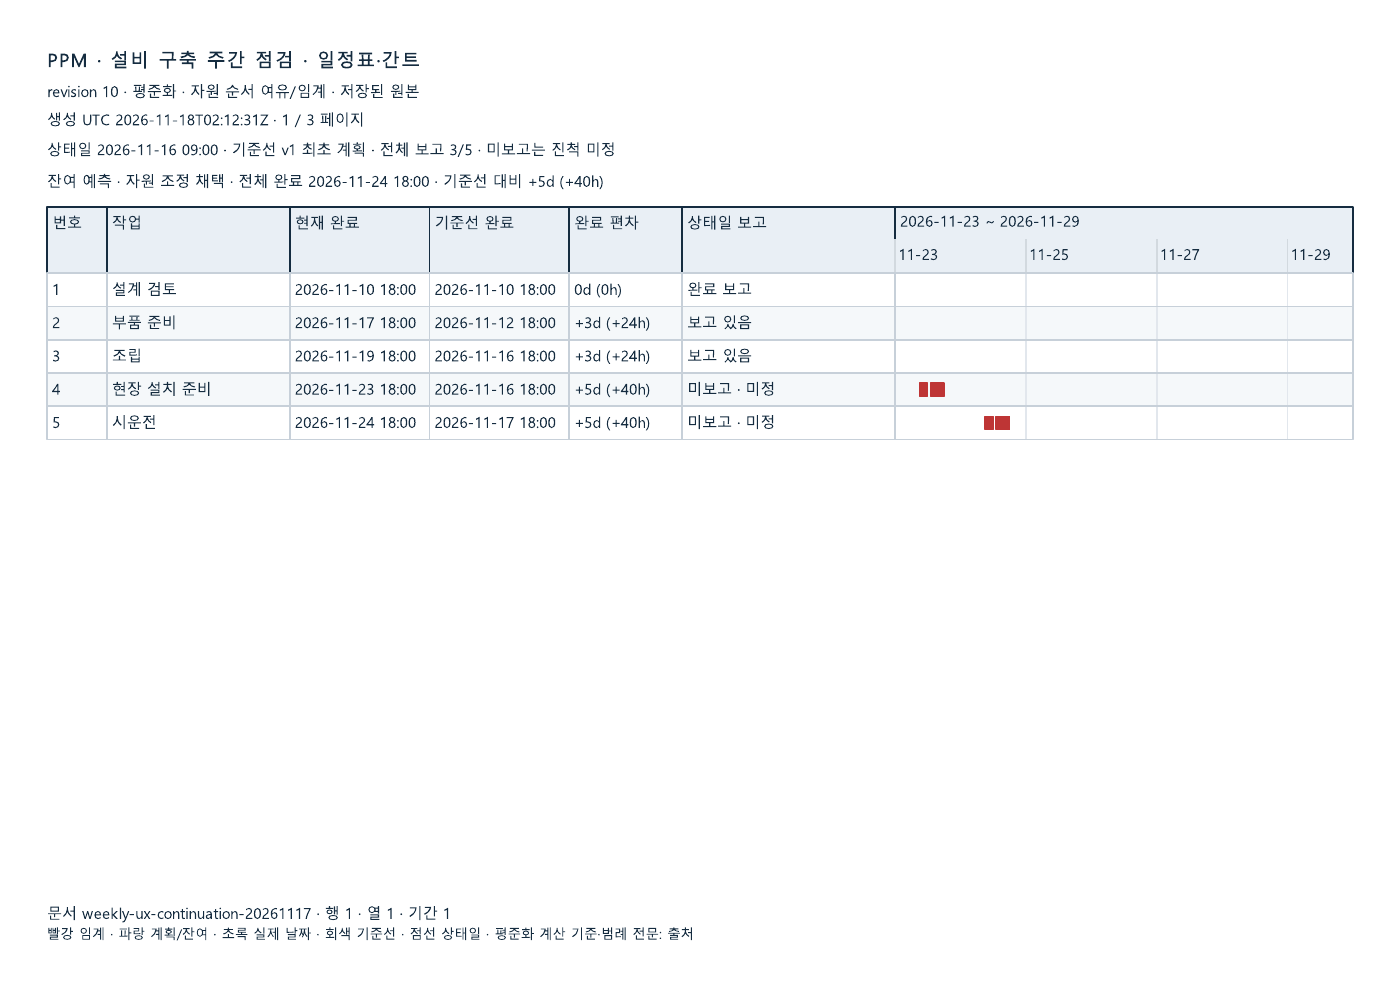 PPM · 설비 구축 주간 점검 · 일정표·간트
revision 10 · 평준화 · 자원 순서 여유/임계 · 저장된 원본
생성 UTC 2026-11-18T02:12:31Z · 1 / 3 페이지
상태일 2026-11-16 09:00 · 기준선 v1 최초 계획 · 전체 보고 3/5 · 미보고는 진척 미정
잔여 예측 · 자원 조정 채택 · 전체 완료 2026-11-24 18:00 · 기준선 대비 +5d (+40h)
번호 작업 현재 완료 기준선 완료 완료 편차 상태일 보고 2026-11-23 ~ 2026-11-29
11-23 11-25 11-27 11-29
1 설계 검토 2026-11-10 18:00 2026-11-10 18:00 0d (0h) 완료 보고
2 부품 준비 2026-11-17 18:00 2026-11-12 18:00 +3d (+24h) 보고 있음
3 조립 2026-11-19 18:00 2026-11-16 18:00 +3d (+24h) 보고 있음
4 현장 설치 준비 2026-11-23 18:00 2026-11-16 18:00 +5d (+40h) 미보고 · 미정
5 시운전 2026-11-24 18:00 2026-11-17 18:00 +5d (+40h) 미보고 · 미정
문서 weekly-ux-continuation-20261117 · 행 1 · 열 1 · 기간 1
빨강 임계 · 파랑 계획/잔여 · 초록 실제 날짜 · 회색 기준선 · 점선 상태일 · 평준화 계산 기준·범례 전문: 출처